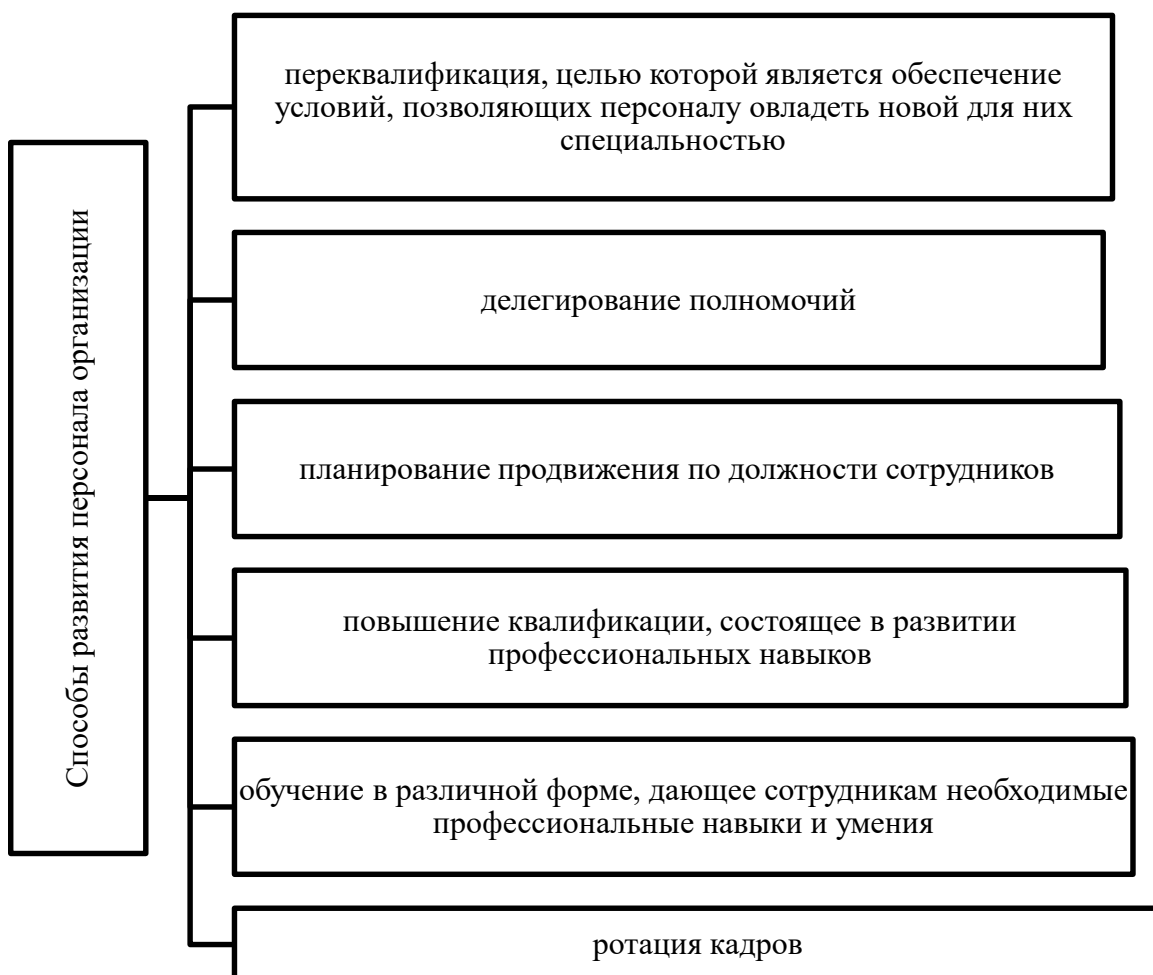 Способы развития персонала организации
переквалификация, целью которой является обеспечение
условий, позволяющих персоналу овладеть новой для них
специальностью
делегирование полномочий
планирование продвижения по должности сотрудников
повышение квалификации, состоящее в развитии
профессиональных навыков
обучение в различной форме, дающее сотрудникам необходимые
профессиональные навыки и умения
ротация кадров